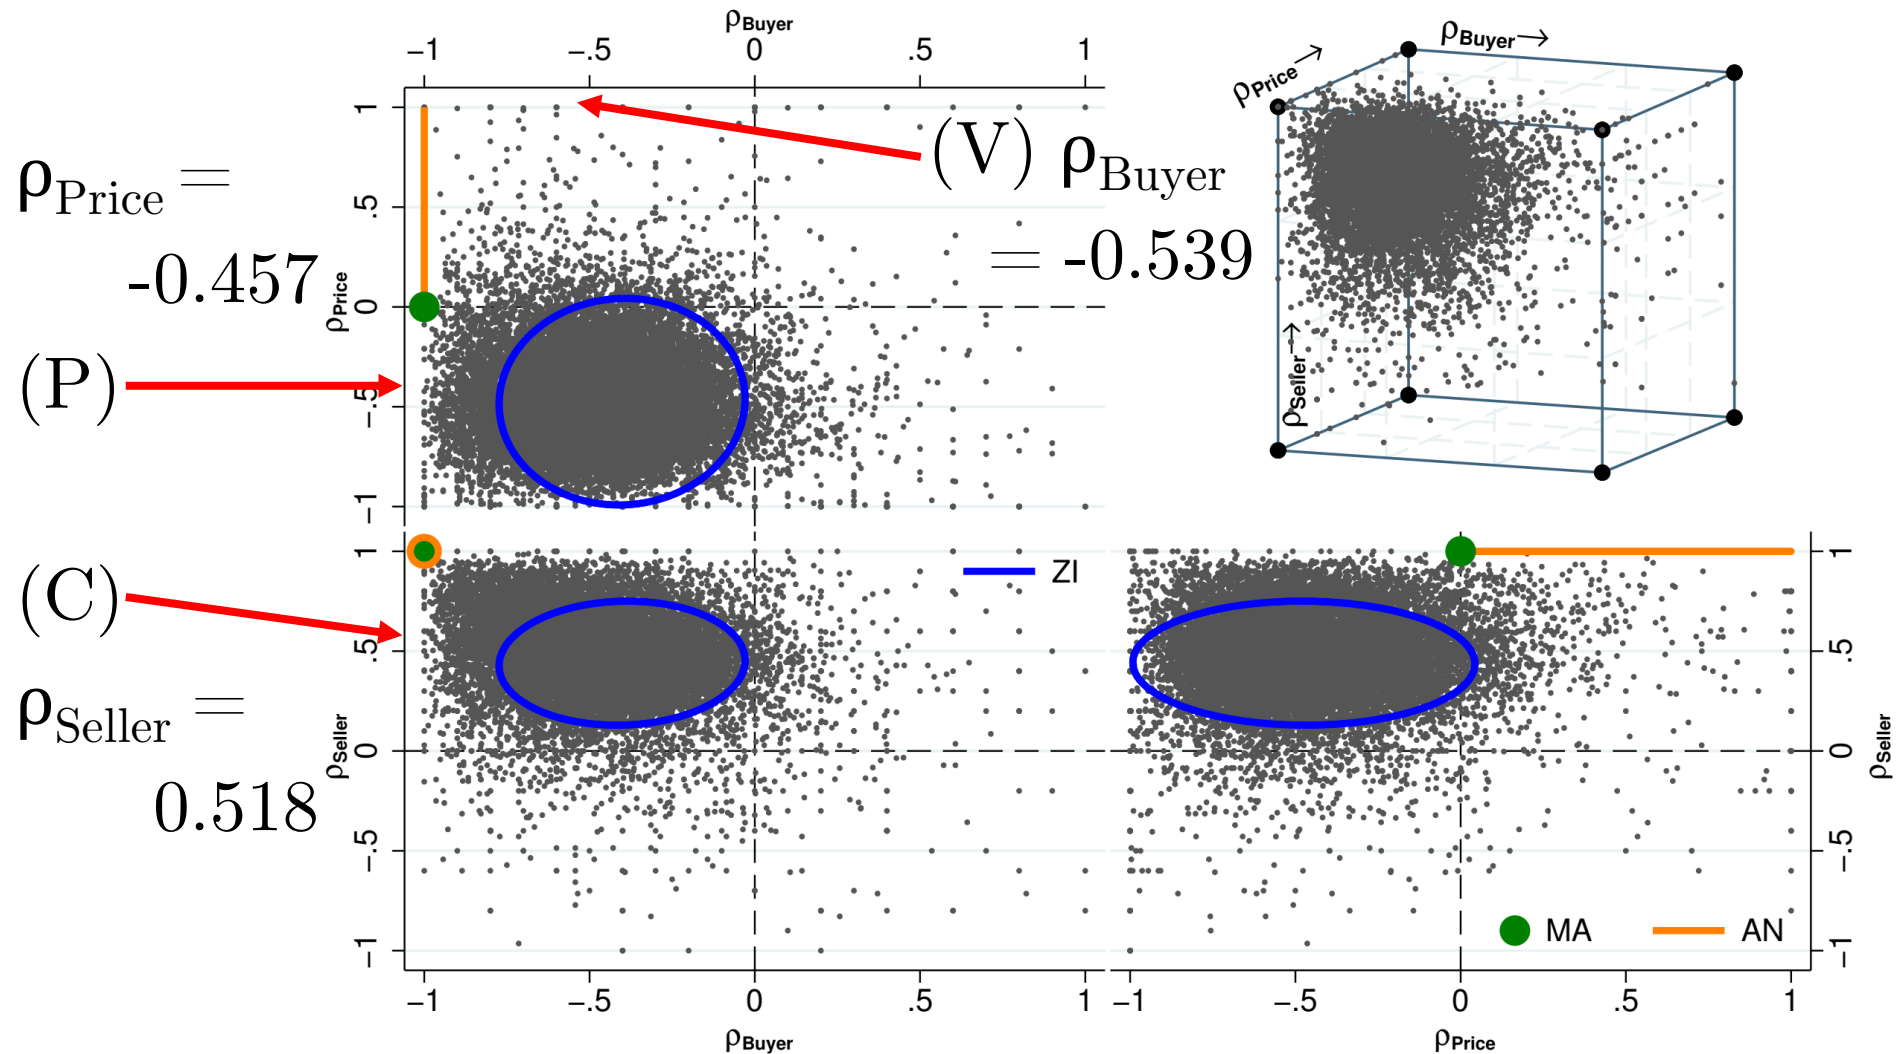 ρBuyer
−1 −.5 0 .5 1
ρBuyer→
ρPrice→
ρSeller→
1
.5
0
−.5
−1
ρPrice
(V) ρBuyer
= -0.539
ρPrice =
-0.457
(P)
(C)
ρSeller =
0.518
1
.5
0
−.5
−1
ρSeller
ZI
1
.5
0
−.5
−1
ρSeller
MA AN
−1 −.5 0 .5 1
ρBuyer
−1 −.5 0 .5 1
ρPrice